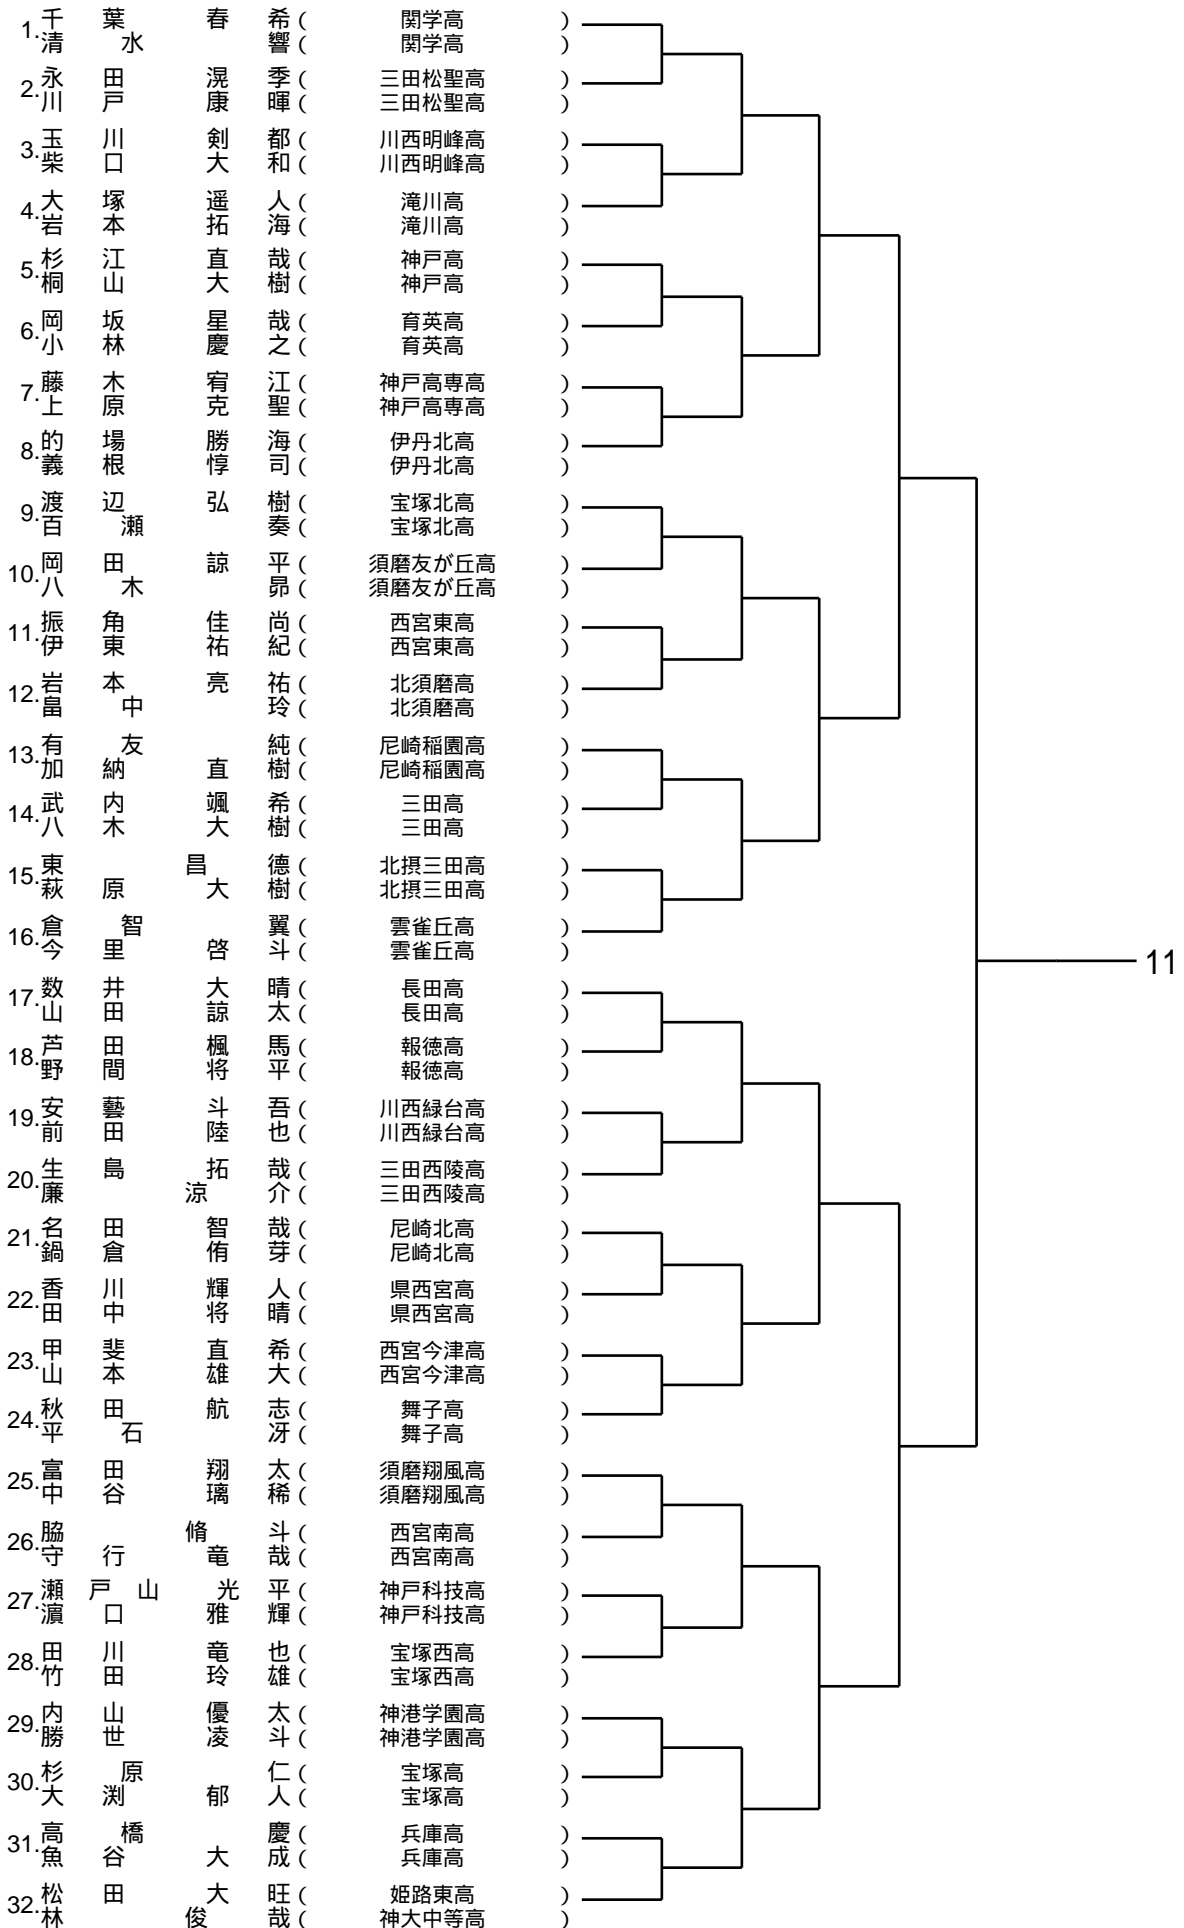 1.千葉春希(関学高)
清水響(関学高)
2.永田滉季(三田松聖高)
川戸康暉(三田松聖高)
3.玉川剣都(川西明峰高)
柴口大和(川西明峰高)
4.大塚遥人(滝川高)
岩本拓海(滝川高)
5.杉江直哉(神戸高)
桐山大樹(神戸高)
6.岡坂星哉(育英高)
小林慶之(育英高)
7.藤木宥江(神戸高専高)
上原克聖(神戸高専高)
8.的場勝海(伊丹北高)
義根惇司(伊丹北高)
9.渡辺弘樹(宝塚北高)
百瀬奏(宝塚北高)
10.岡田諒平(須磨友が丘高)
八木昴(須磨友が丘高)
11.振角佳尚(西宮東高)
伊東祐紀(西宮東高)
12.岩本亮祐(北須磨高)
畠中玲(北須磨高)
13.有友純(尼崎稲園高)
加納直樹(尼崎稲園高)
14.武内颯希(三田高)
八木大樹(三田高)
15.東昌德(北摂三田高)
萩原大樹(北摂三田高)
16.倉智翼(雲雀丘高)
今里啓斗(雲雀丘高)
17.数井大晴(長田高)
山田諒太(長田高)
18.芦田楓馬(報徳高)
野間将平(報徳高)
19.安藝斗吾(川西緑台高)
前田陸也(川西緑台高)
20.生島拓哉(三田西陵高)
廉涼介(三田西陵高)
21.名田智哉(尼崎北高)
鍋倉侑芽(尼崎北高)
22.香川輝人(県西宮高)
田中将晴(県西宮高)
23.甲斐直希(西宮今津高)
山本雄大(西宮今津高)
24.秋田航志(舞子高)
平石冴(舞子高)
25.富田翔太(須磨翔風高)
中谷璃稀(須磨翔風高)
26.脇脩斗(西宮南高)
守行竜哉(西宮南高)
27.瀬戸山光平(神戸科技高)
濵口雅輝(神戸科技高)
28.田川竜也(宝塚西高)
竹田玲雄(宝塚西高)
29.内山優太(神港学園高)
勝世凌斗(神港学園高)
30.杉原仁(宝塚高)
大渕郁人(宝塚高)
31.高橋慶(兵庫高)
魚谷大成(兵庫高)
32.松田大旺(姫路東高)
林俊哉(神大中等高)
11